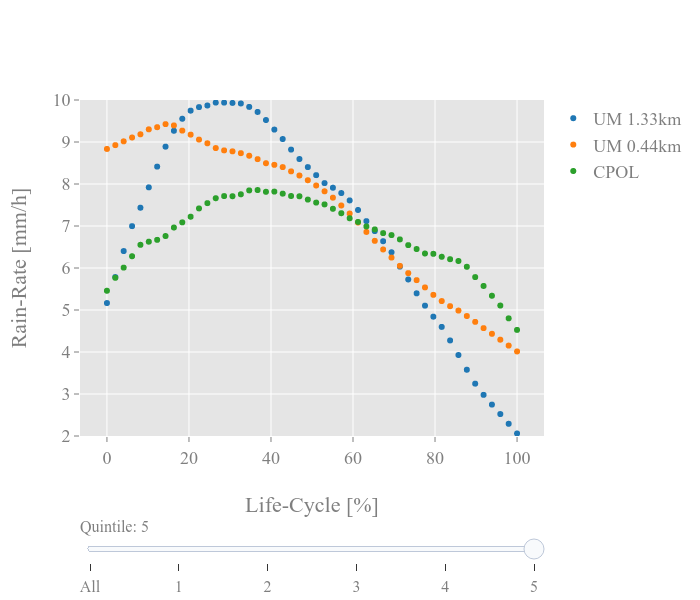 10
9
8
7
6
5
4
3
2
Rain-Rate [mm/h]
0 20 40 60 80 100
Life-Cycle [%]
UM 1.33km
UM 0.44km
CPOL
Quintile: 5
All 1 2 3 4 5